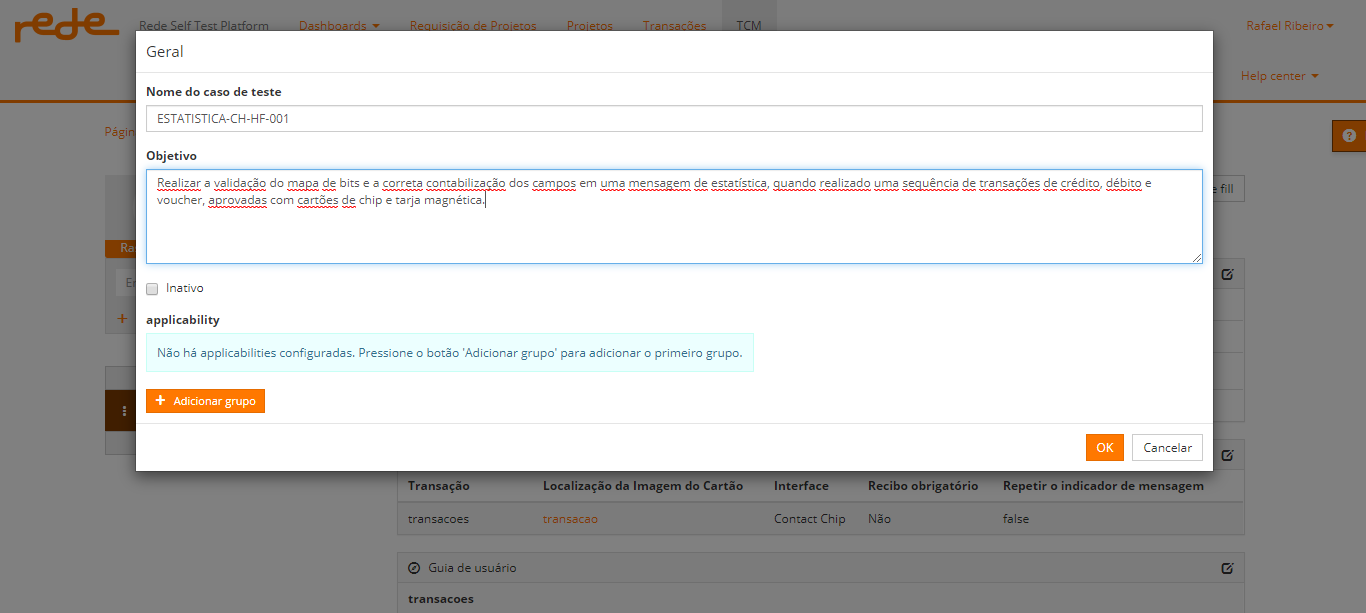 rede
Rede Self Test Platform Dashboards Requisição de Projetos Projetos Transações TCM Rafael Ribeiro
Help center
Geral
Nome do caso de teste
ESTATISTICA-CH-HF-001
Objetivo
Realizar a validação do mapa de bits e a correta contabilização dos campos em uma mensagem de estatística, quando realizado uma sequência de transações de crédito, débito e
voucher, aprovadas com cartões de chip e tarja magnética.
Inativo
applicability
Não há applicabilities configuradas. Pressione o botão 'Adicionar grupo' para adicionar o primeiro grupo.
+ Adicionar grupo
OK Cancelar
Págin
e fill
Ra
Transação Localização da Imagem do Cartão Interface Recibo obrigatório Repetir o indicador de mensagem
transacoes transacao Contact Chip Não false
Guia de usuário
transacoes